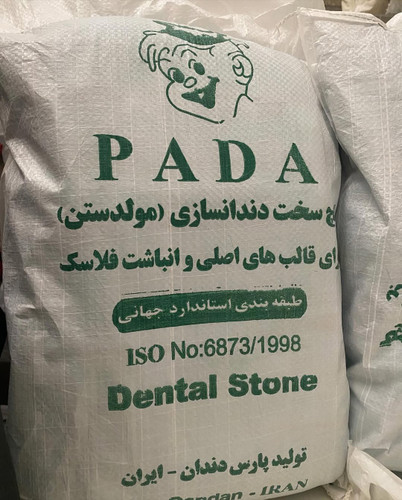 PADA
سخت دندانسازی (مولدستن)
قالب های اصلی و انباشت فلاسک
طبقه بندی استاندارد جهانی
ISO No:6873/1998
Dental Stone
تولید پارس دندان - ایران
Dandan - IRAN